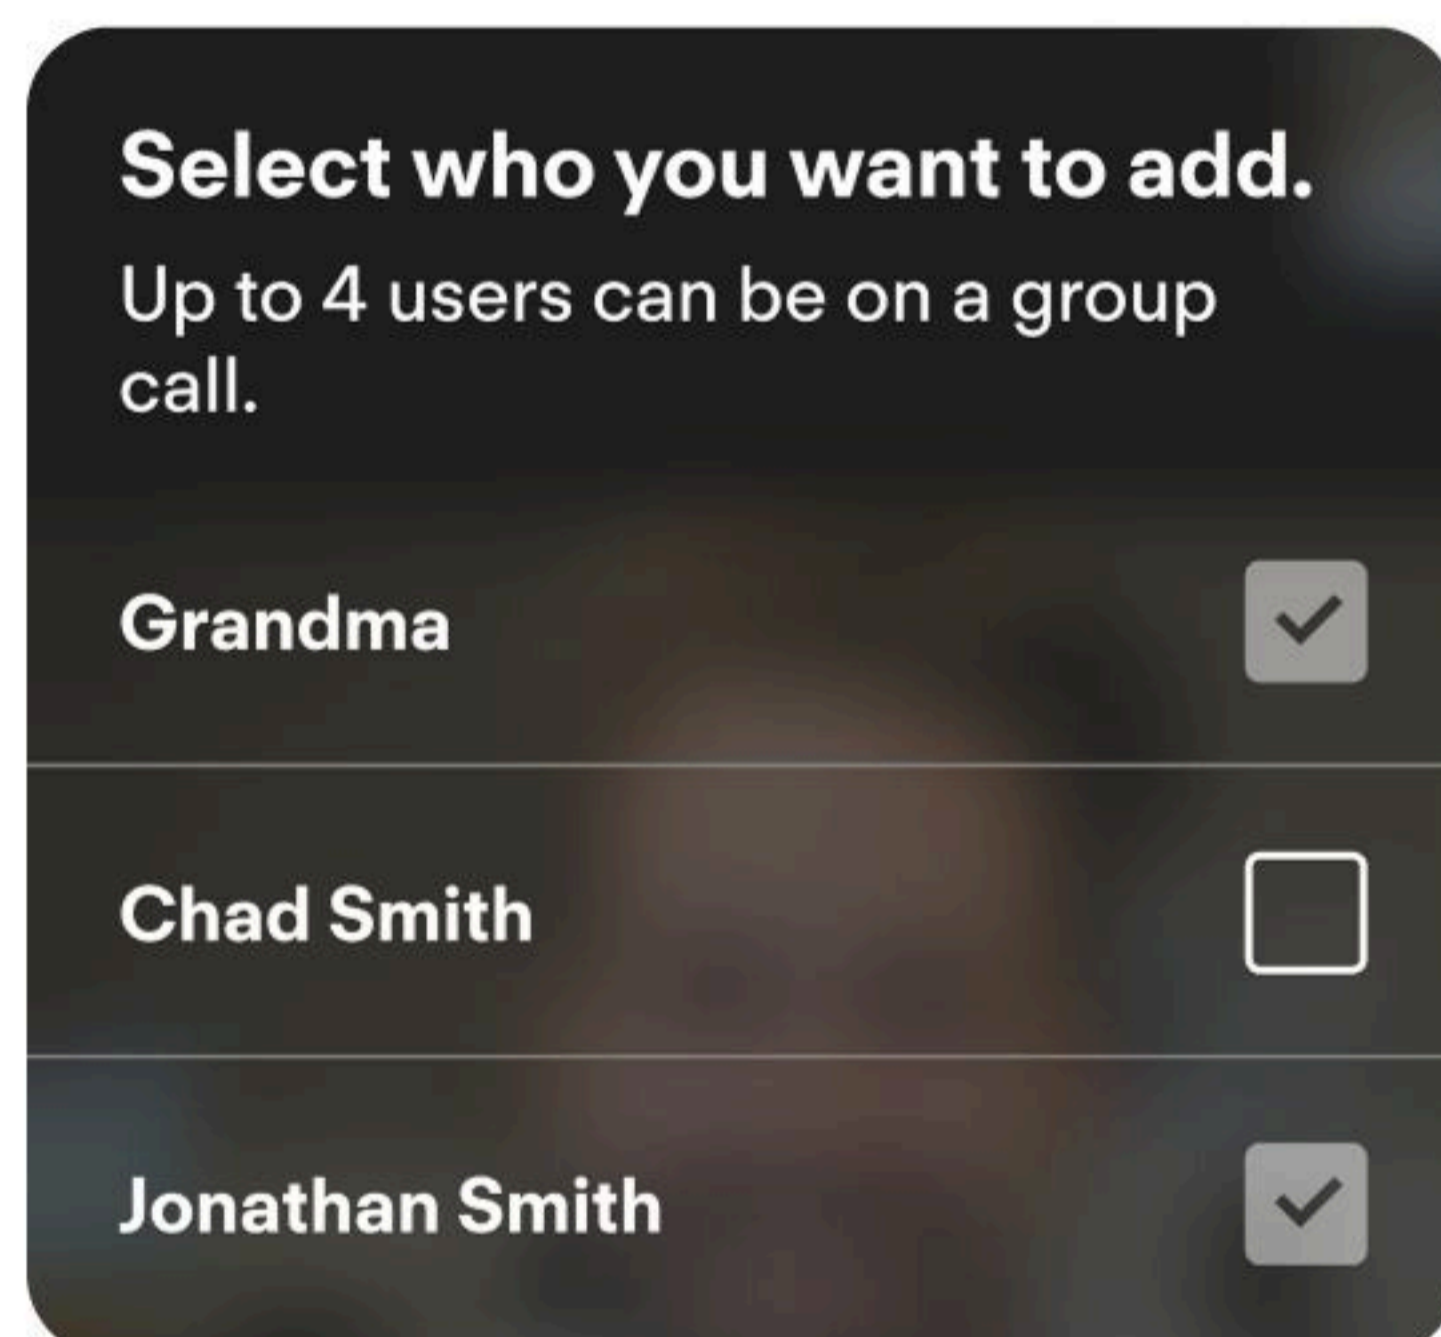 Select who you want to add.
Up to 4 users can be on a group
call.
Grandma
Chad Smith
Jonathan Smith